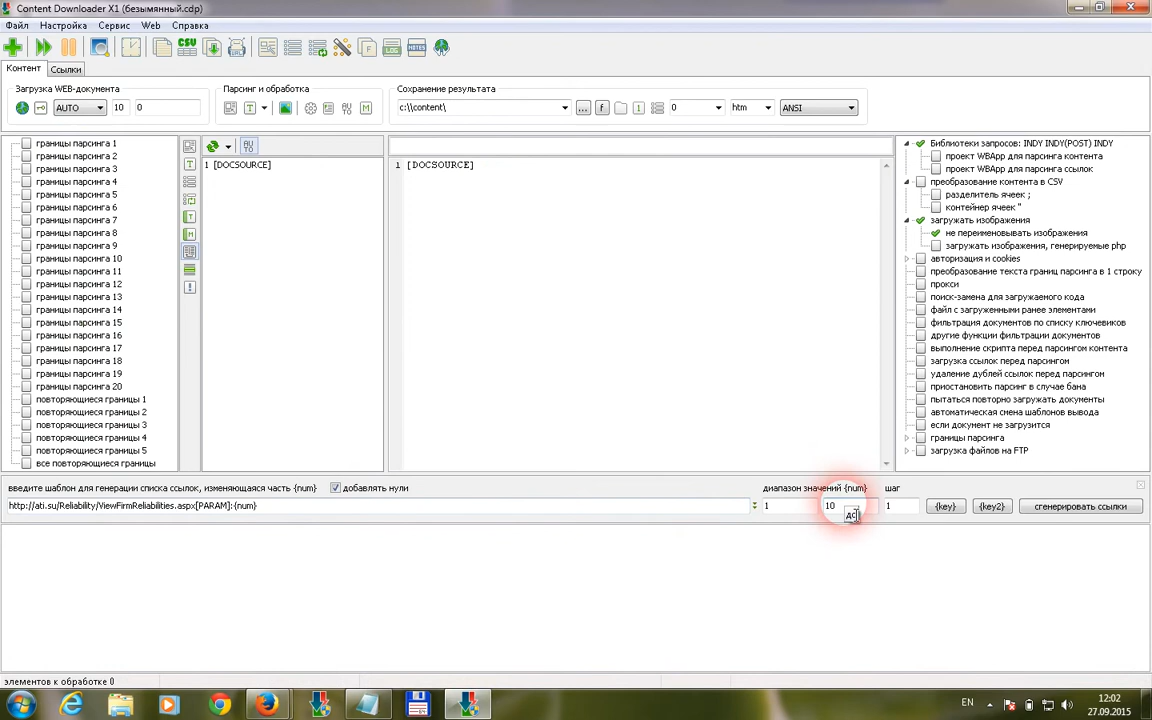 Content Downloader X1 (безымянный.cdp)
Файл Настройка Сервис Web Справка
CSV F LOG NOTES
Контент Ссылки
Загрузка WEB-документа Парсинг и обработка Сохранение результата
AUTO 10 0 T M c:\\content\ ... f 1 0 htm ANSI
границы парсинга 1
границы парсинга 2
границы парсинга 3
границы парсинга 4
границы парсинга 5
границы парсинга 6
границы парсинга 7
границы парсинга 8
границы парсинга 9
границы парсинга 10
границы парсинга 11
границы парсинга 12
границы парсинга 13
границы парсинга 14
границы парсинга 15
границы парсинга 16
границы парсинга 17
границы парсинга 18
границы парсинга 19
границы парсинга 20
повторяющиеся границы 1
повторяющиеся границы 2
повторяющиеся границы 3
повторяющиеся границы 4
повторяющиеся границы 5
все повторяющиеся границы
1 [DOCSOURCE]
1 [DOCSOURCE]
Библиотеки запросов: INDY INDY(POST) INDY
проект WBApp для парсинга контента
проект WBApp для парсинга ссылок
преобразование контента в CSV
разделитель ячеек ;
контейнер ячеек "
загружать изображения
не переименовывать изображения
загружать изображения, генерируемые php
авторизация и cookies
преобразование текста границ парсинга в 1 строку
прокси
поиск-замена для загружаемого кода
файл с загруженными ранее элементами
фильтрация документов по списку ключевиков
другие функции фильтрации документов
выполнение скрипта перед парсингом контента
загрузка ссылок перед парсингом
удаление дублей ссылок перед парсингом
приостановить парсинг в случае бана
пытаться повторно загружать документы
автоматическая смена шаблонов вывода
если документ не загрузится
границы парсинга
загрузка файлов на FTP
введите шаблон для генерации списка ссылок, изменяющаяся часть {num} добавлять нули диапазон значений {num} шаг
http://ati.su/Reliability/ViewFirmReliabilities.aspx[PARAM]:{num} 1 10 1 {key} {key2} сгенерировать ссылки
до
элементов к обработке 0
EN 12:02
27.09.2015